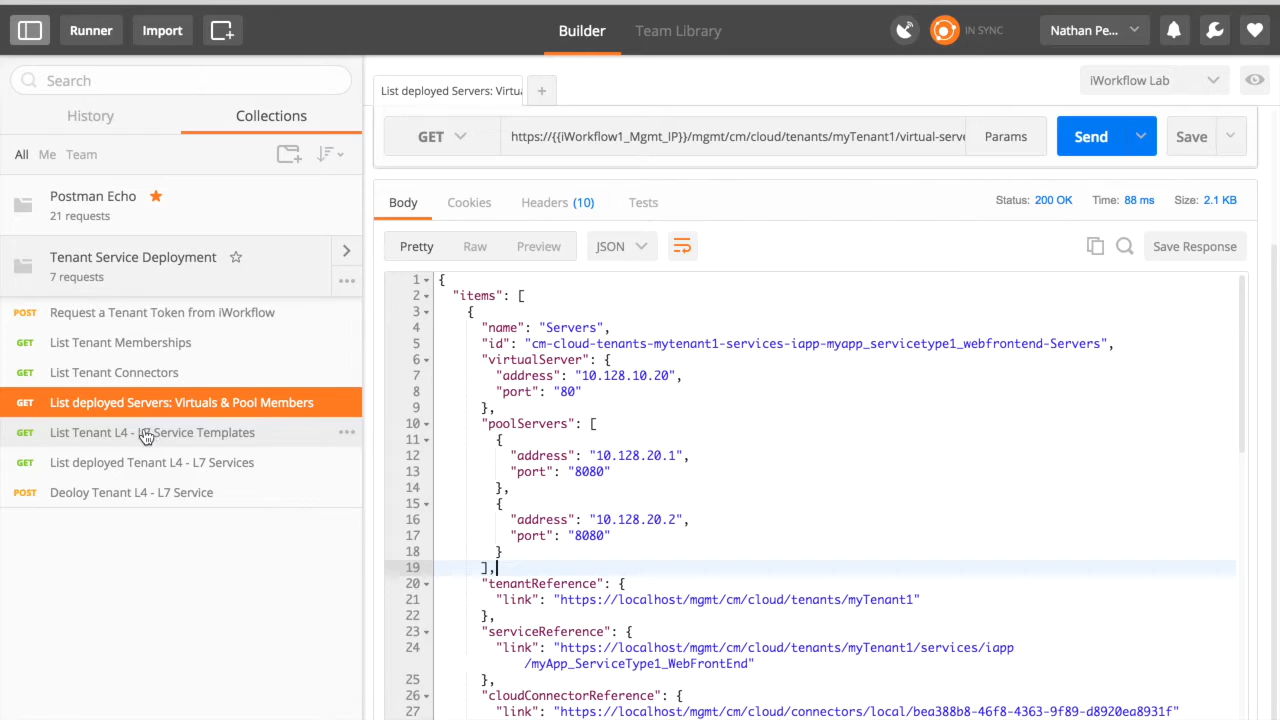 Runner
Import
Builder
Team Library
IN SYNC
Nathan Pe...
Search
History
Collections
All
Me
Team
Postman Echo
21 requests
Tenant Service Deployment
7 requests
POST Request a Tenant Token from iWorkflow
GET List Tenant Memberships
GET List Tenant Connectors
GET List deployed Servers: Virtuals & Pool Members
GET List Tenant L4 - L7 Service Templates
GET List deployed Tenant L4 - L7 Services
POST Deoloy Tenant L4 - L7 Service
List deployed Servers: Virtua
iWorkflow Lab
GET
https://{{iWorkflow1_Mgmt_IP}}/mgmt/cm/cloud/tenants/myTenant1/virtual-serve
Params
Send
Save
Body
Cookies
Headers (10)
Tests
Status: 200 OK
Time: 88 ms
Size: 2.1 KB
Pretty
Raw
Preview
JSON
Save Response
1 {
2 "items": [
3 {
4 "name": "Servers",
5 "id": "cm-cloud-tenants-mytenant1-services-iapp-myapp_servicetype1_webfrontend-Servers",
6 "virtualServer": {
7 "address": "10.128.10.20",
8 "port": "80"
9 },
10 "poolServers": [
11 {
12 "address": "10.128.20.1",
13 "port": "8080"
14 },
15 {
16 "address": "10.128.20.2",
17 "port": "8080"
18 }
19 ],
20 "tenantReference": {
21 "link": "https://localhost/mgmt/cm/cloud/tenants/myTenant1"
22 },
23 "serviceReference": {
24 "link": "https://localhost/mgmt/cm/cloud/tenants/myTenant1/services/iapp
/myApp_ServiceType1_WebFrontEnd"
25 },
26 "cloudConnectorReference": {
27 "link": "https://localhost/mgmt/cm/cloud/connectors/local/bea388b8-46f8-4363-9f89-d8920ea8931f"